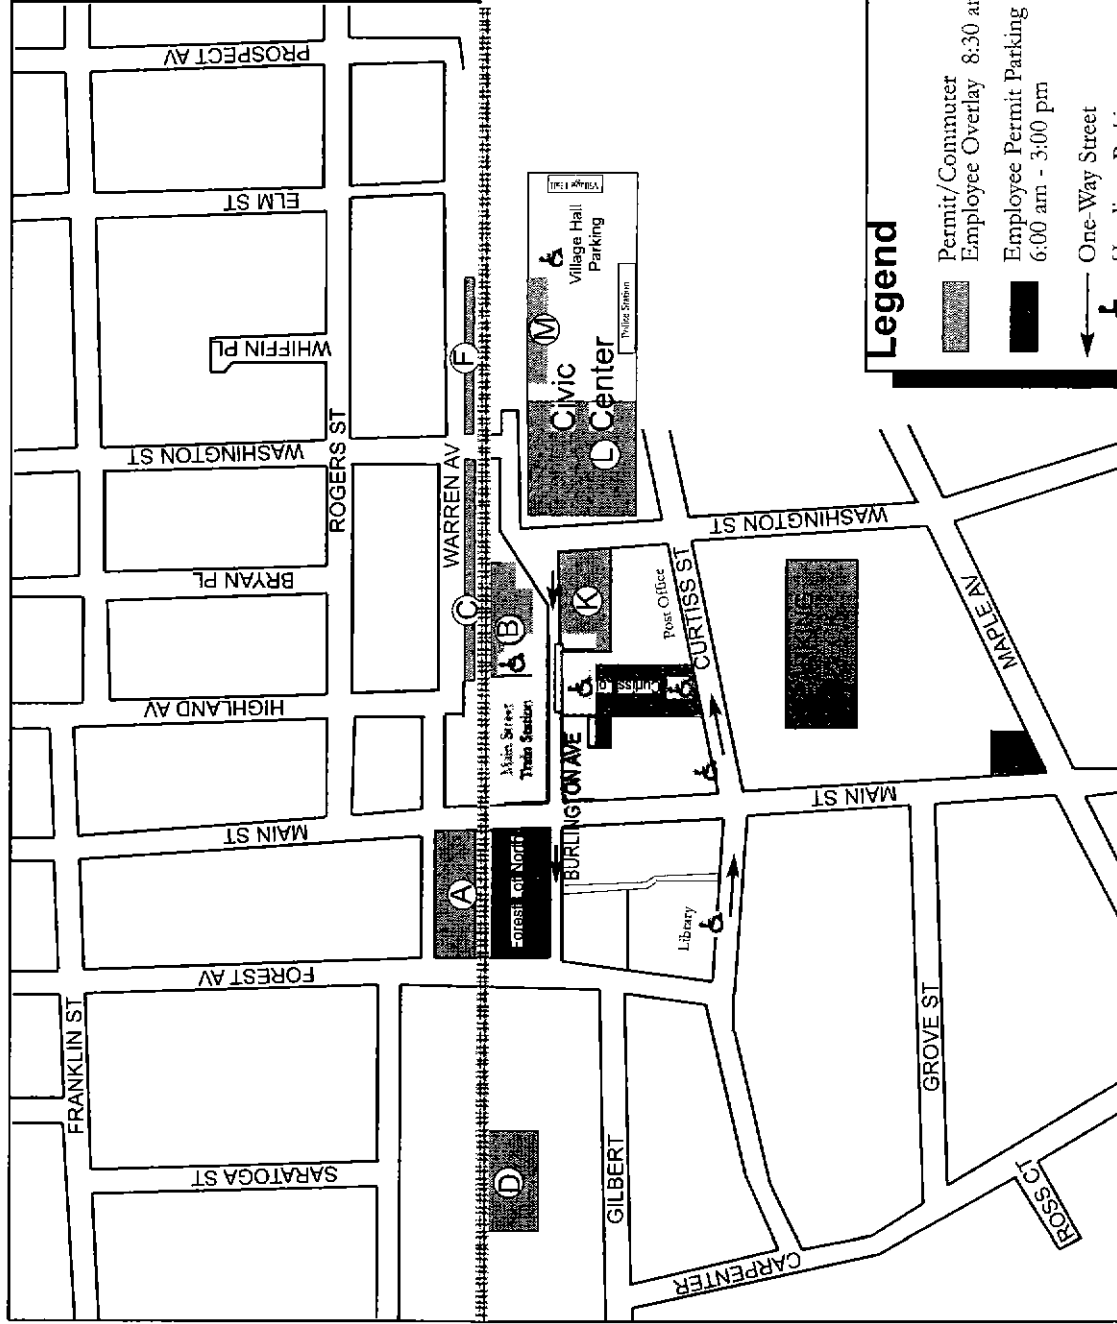 PROSPECT AV
ELM ST
WHIFFIN PL
WASHINGTON ST
ROGERS ST
BRYAN PL
HIGHLAND AV
MAIN ST
FOREST AV
FRANKLIN ST
SARATOGA ST
WARREN AV
F
C
A
B
Main Street
Train Station
Forest Lot North
D
BURLINGTON AVE
K
M
L
Civic
Center
Village Hall
Parking
Village Hall
Police Station
Post Office
CURTISS ST
Curtiss Lo
WASHINGTON ST
MAPLE AV
MAIN ST
Library
GILBERT
GROVE ST
CARPENTER
ROSS CT
Legend
Permit/Commuter
Employee Overlay 8:30 a
Employee Permit Parking
6:00 am - 3:00 pm
One-Way Street